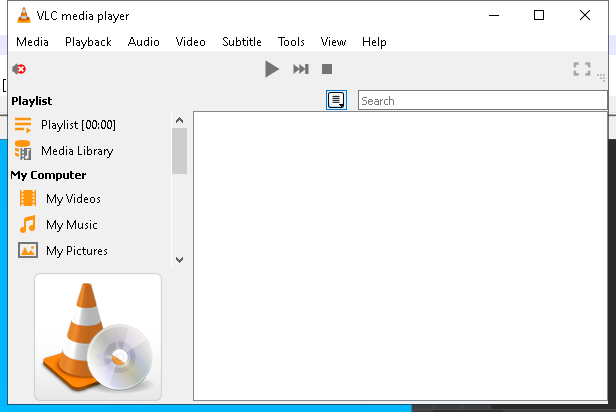 VLC media player
Media Playback Audio Video Subtitle Tools View Help
Playlist
Search
Playlist [00:00]
Media Library
My Computer
My Videos
My Music
My Pictures